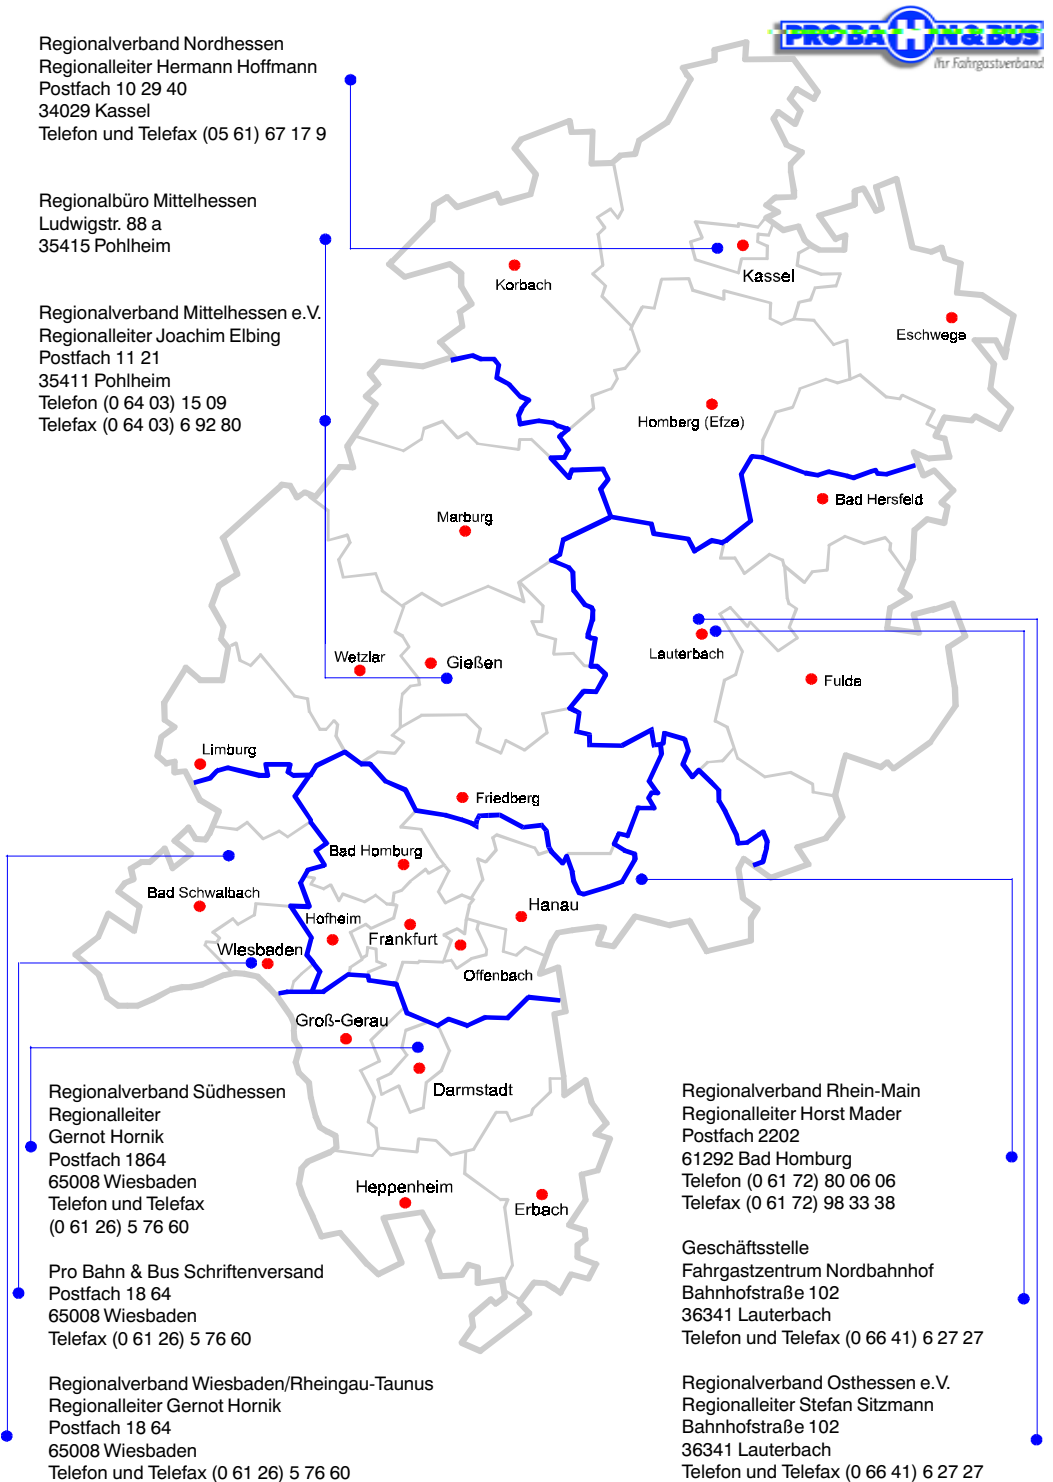 PRO BAHN & BUS
Ihr Fahrgastverband
Regionalverband Nordhessen
Regionalleiter Hermann Hoffmann
Postfach 10 29 40
34029 Kassel
Telefon und Telefax (05 61) 67 17 9
Regionalbüro Mittelhessen
Ludwigstr. 88 a
35415 Pohlheim
Regionalverband Mittelhessen e.V.
Regionalleiter Joachim Elbing
Postfach 11 21
35411 Pohlheim
Telefon (0 64 03) 15 09
Telefax (0 64 03) 6 92 80
Kassel
Korbach
Eschwege
Homberg (Efze)
Bad Hersfeld
Marburg
Wetzlar
Gießen
Lauterbach
Fulda
Limburg
Friedberg
Bad Homburg
Bad Schwalbach
Hanau
Hofheim
Frankfurt
Wiesbaden
Offenbach
Groß-Gerau
Darmstadt
Heppenheim
Erbach
Regionalverband Südhessen
Regionalleiter
Gernot Hornik
Postfach 1864
65008 Wiesbaden
Telefon und Telefax
(0 61 26) 5 76 60
Pro Bahn & Bus Schriftenversand
Postfach 18 64
65008 Wiesbaden
Telefax (0 61 26) 5 76 60
Regionalverband Wiesbaden/Rheingau-Taunus
Regionalleiter Gernot Hornik
Postfach 18 64
65008 Wiesbaden
Telefon und Telefax (0 61 26) 5 76 60
Regionalverband Rhein-Main
Regionalleiter Horst Mader
Postfach 2202
61292 Bad Homburg
Telefon (0 61 72) 80 06 06
Telefax (0 61 72) 98 33 38
Geschäftsstelle
Fahrgastzentrum Nordbahnhof
Bahnhofstraße 102
36341 Lauterbach
Telefon und Telefax (0 66 41) 6 27 27
Regionalverband Osthessen e.V.
Regionalleiter Stefan Sitzmann
Bahnhofstraße 102
36341 Lauterbach
Telefon und Telefax (0 66 41) 6 27 27